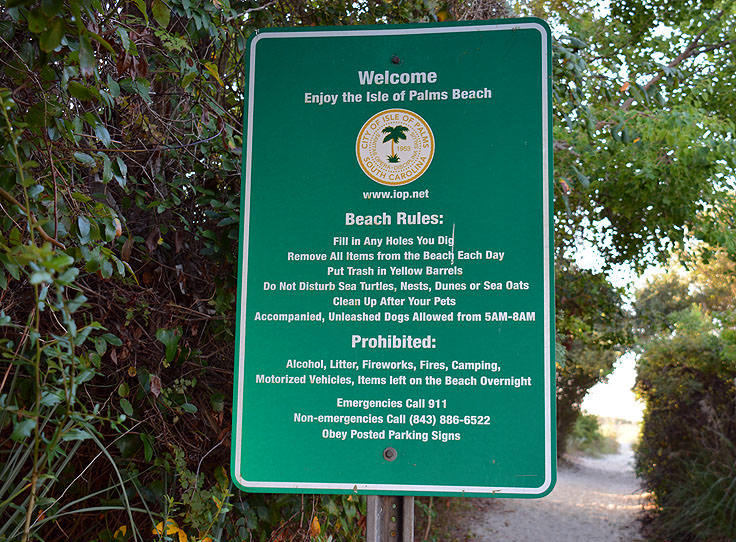 Welcome
Enjoy the Isle of Palms Beach
CITY OF ISLE OF PALMS
1953
SOUTH CAROLINA
www.iop.net
Beach Rules:
Fill in Any Holes You Dig
Remove All Items from the Beach Each Day
Put Trash in Yellow Barrels
Do Not Disturb Sea Turtles, Nests, Dunes or Sea Oats
Clean Up After Your Pets
Accompanied, Unleashed Dogs Allowed from 5AM-8AM
Prohibited:
Alcohol, Litter, Fireworks, Fires, Camping,
Motorized Vehicles, Items left on the Beach Overnight
Emergencies Call 911
Non-emergencies Call (843) 886-6522
Obey Posted Parking Signs